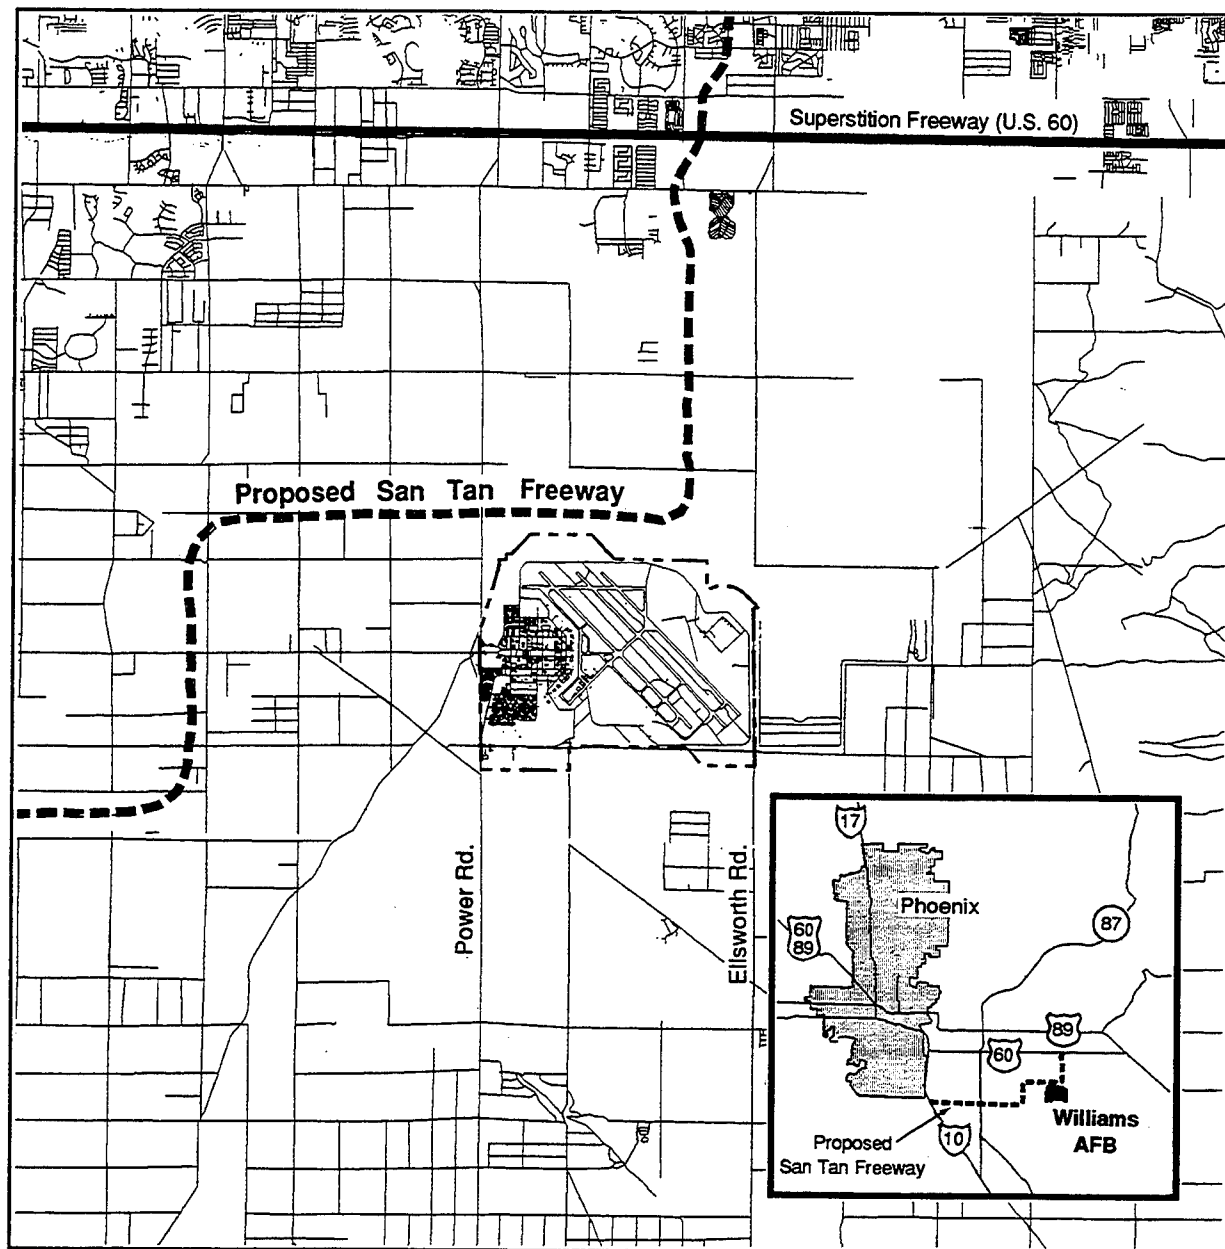 Superstition Freeway (U.S. 60)
Proposed San Tan Freeway
Power Rd.
Ellsworth Rd.
17
Phoenix
60
89
87
89
60
Williams
AFB
Proposed
San Tan Freeway
10